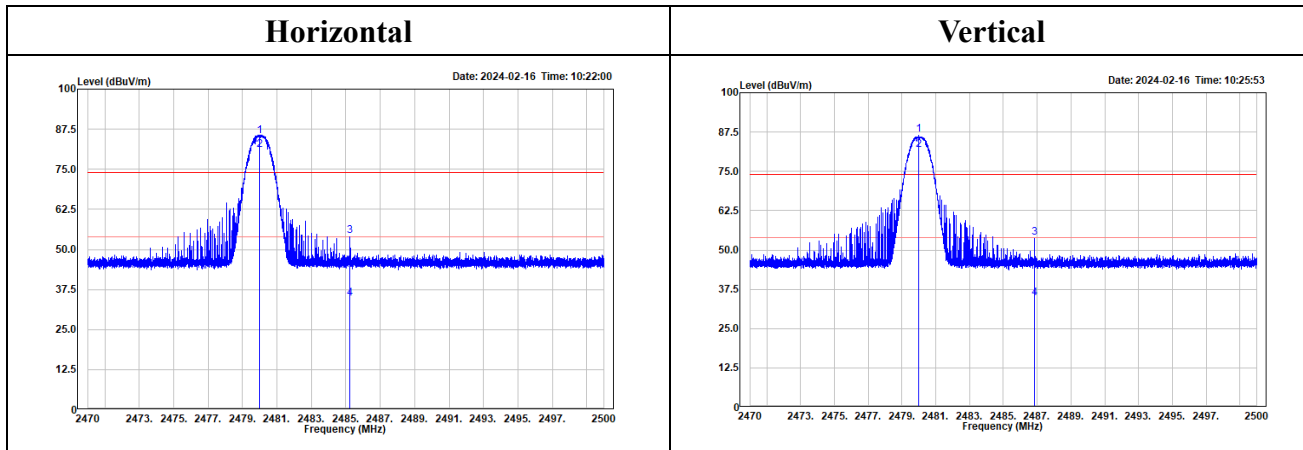 Horizontal
Vertical
Level (dBuV/m)
Date: 2024-02-16 Time: 10:22:00
100
87.5
75.0
62.5
50.0
37.5
25.0
12.5
0
1
2
3
4
2470 2473. 2475. 2477. 2479. 2481. 2483. 2485. 2487. 2489. 2491. 2493. 2495. 2497. 2500
Frequency (MHz)
Level (dBuV/m)
Date: 2024-02-16 Time: 10:25:53
100
87.5
75.0
62.5
50.0
37.5
25.0
12.5
0
1
2
3
4
2470 2473. 2475. 2477. 2479. 2481. 2483. 2485. 2487. 2489. 2491. 2493. 2495. 2497. 2500
Frequency (MHz)